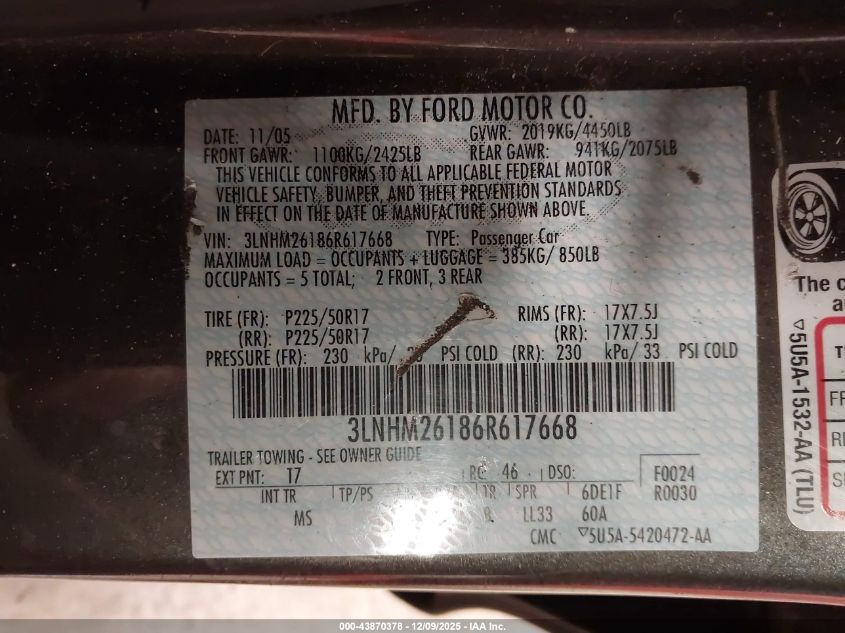 MFD. BY FORD MOTOR CO.
DATE: 11/05 GVWR: 2019KG/4450LB
FRONT GAWR: 1100KG/2425LB REAR GAWR: 941KG/2075LB
THIS VEHICLE CONFORMS TO ALL APPLICABLE FEDERAL MOTOR
VEHICLE SAFETY, BUMPER, AND THEFT PREVENTION STANDARDS
IN EFFECT ON THE DATE OF MANUFACTURE SHOWN ABOVE.
VIN: 3LNHM26186R617668 TYPE: Passenger Car
MAXIMUM LOAD = OCCUPANTS + LUGGAGE = 385KG/ 850LB
OCCUPANTS = 5 TOTAL; 2 FRONT, 3 REAR
TIRE (FR): P225/50R17 RIMS (FR): 17X7.5J
(RR): P225/50R17 (RR): 17X7.5J
PRESSURE (FR): 230 kPa/ PSI COLD (RR): 230 kPa/ 33 PSI COLD
3LNHM26186R617668
TRAILER TOWING - SEE OWNER GUIDE
EXT PNT: T7 RC: 46 DSO: F0024
INT TR TP/PS TR SPR 6DE1F R0030
MS LL33 60A
CMC ▽5U5A-5420472-AA
The c
▽5U5A-1532-AA (TLU)
000-43870378 - 12/09/2025 - IAA Inc.